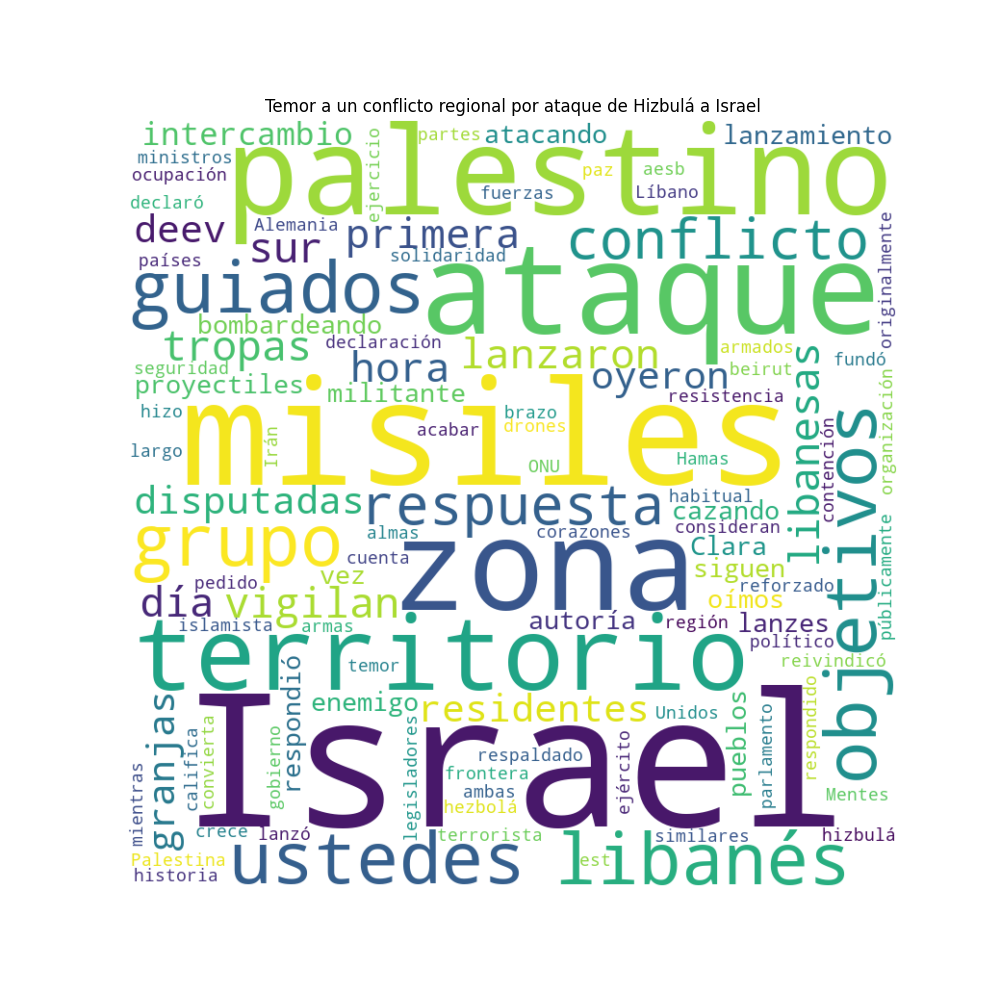 Temor a un conflicto regional por ataque de Hizbulá a Israel
intercambio
ejercicio
partes
atacando
lanzamiento
ministros
palestino
ocupación
fuerzas
paz
aesb
Líbano
declaró
deev
Alemania
primera
conflicto
originalmente
sur
solidaridad
países
guiados
ataque
bombardeando
tropas
declaración
lanzaron
armados
libanesas
fundó
seguridad
proyectiles
hora
militante
oyeron
beirut
resistencia
organización
hizo
misiles
brazo
drones
acabar
largo
Irán
ONU
Hamas
contención
objetivos
disputadas
respuesta
habitual
cazando
consideran
grupo
almas
corazones
zona
Clara
cuenta
siguen
públicamente
pedido
vez
reforzado
día
vigilan
oímos
islamista
armas
autoría
región
lanzes
político
territorio
temor
reivindicó
granjas
respondió
enemigo
residentes
Unidos
pueblos
parlamento
respondido
mientras
califica
convierta
gobierno
Israel
legisladores
respaldado
frontera
ambas
hezbolá
ejército
Mentes
crece
lanzó
terrorista
similares
hizbulá
Palestina
historia
ustedes
est
libanés